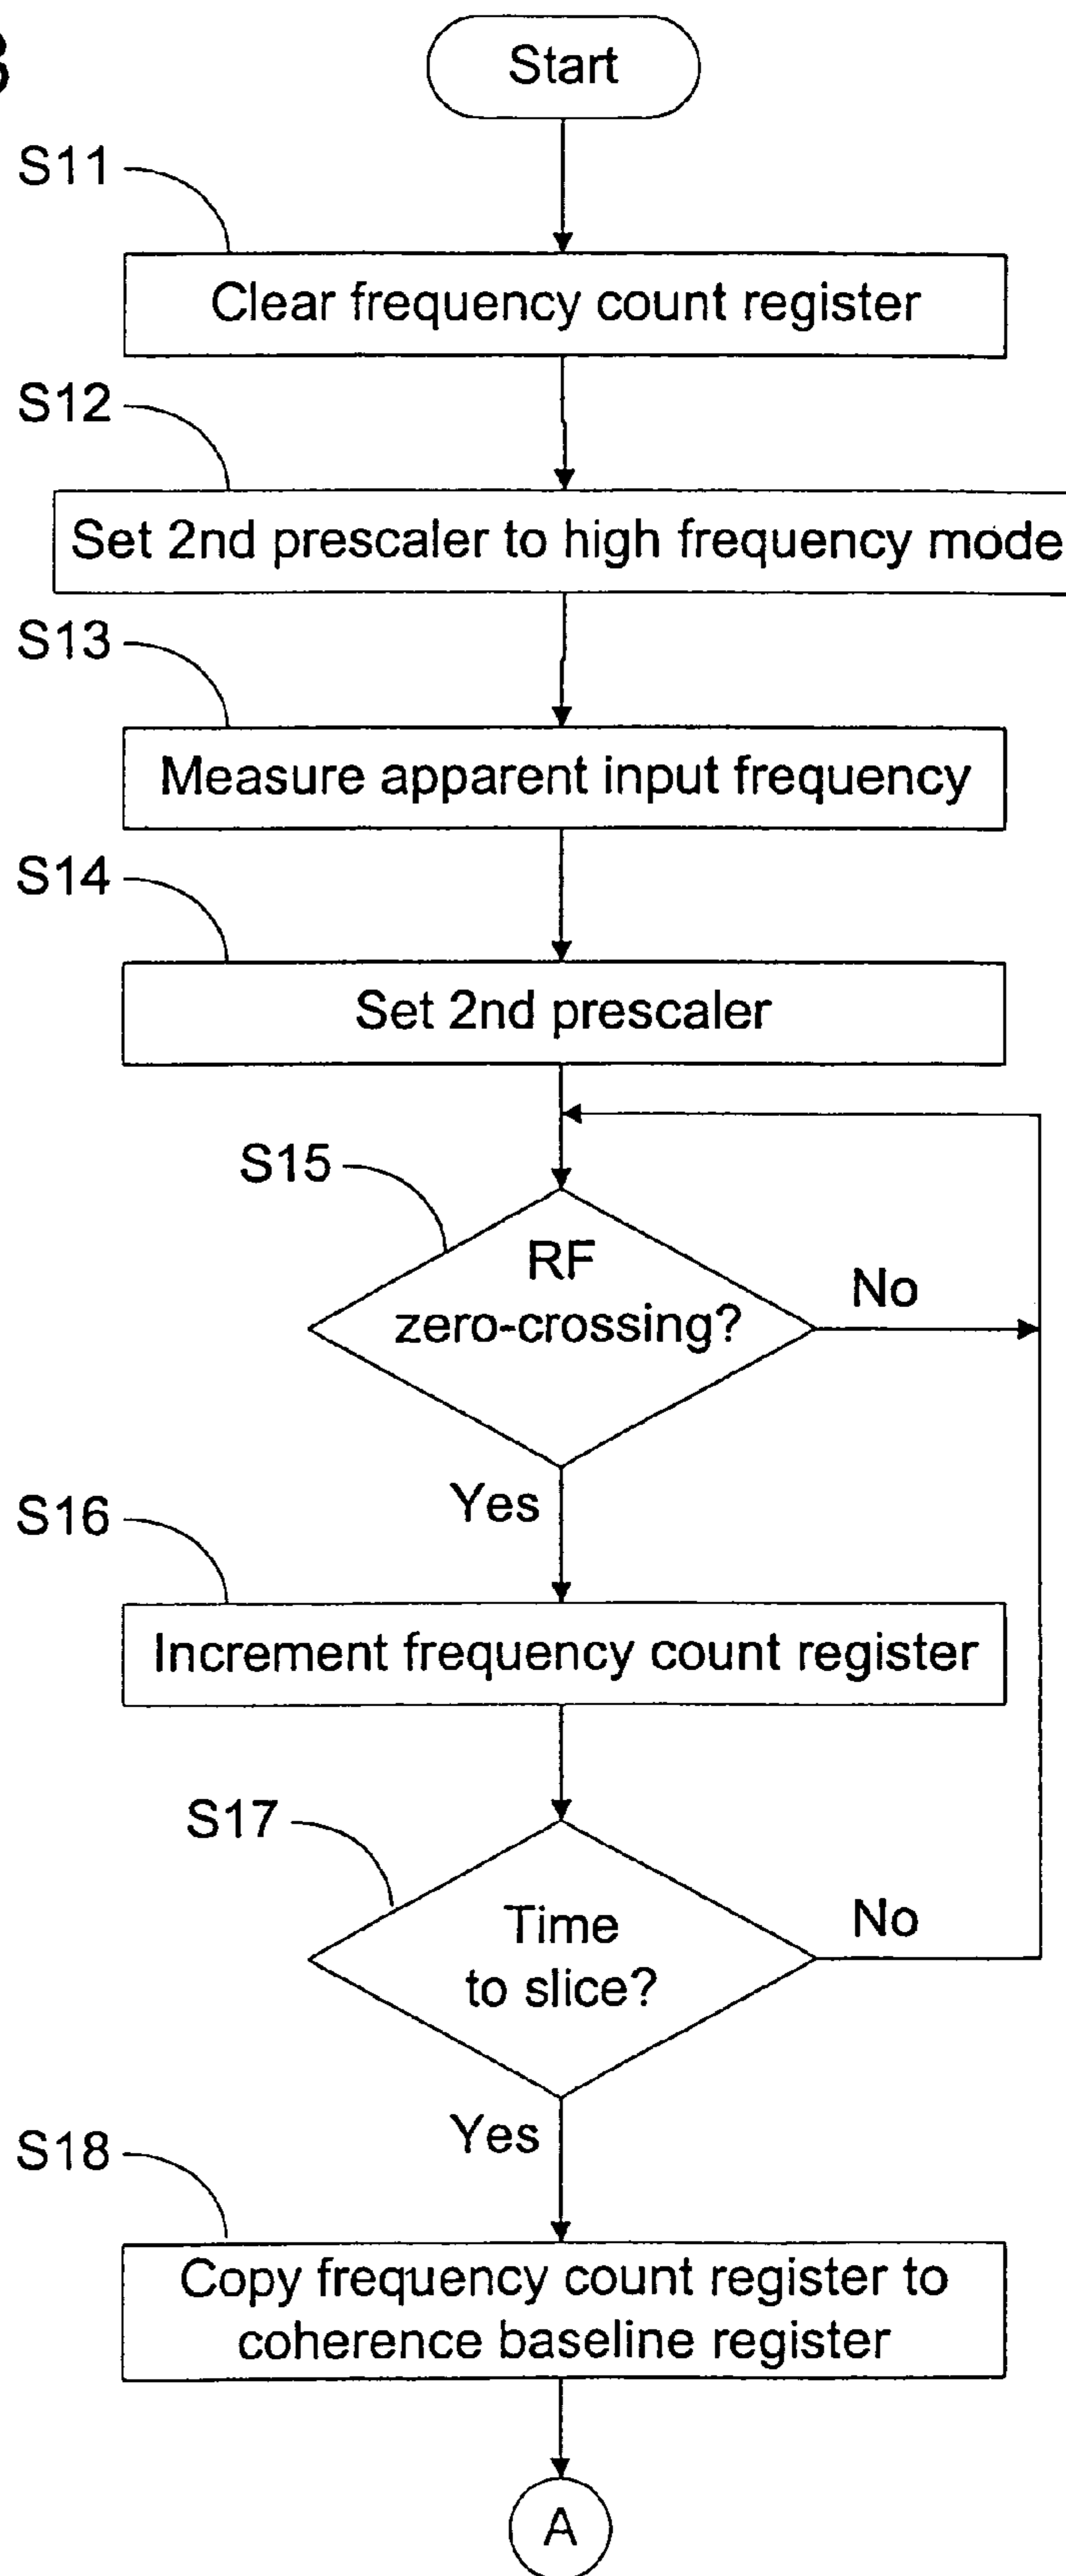 Start
S11
Clear frequency count register
S12
Set 2nd prescaler to high frequency mode
S13
Measure apparent input frequency
S14
Set 2nd prescaler
S15
RF
zero-crossing?
No
Yes
S16
Increment frequency count register
S17
Time
to slice?
No
Yes
S18
Copy frequency count register to
coherence baseline register
A